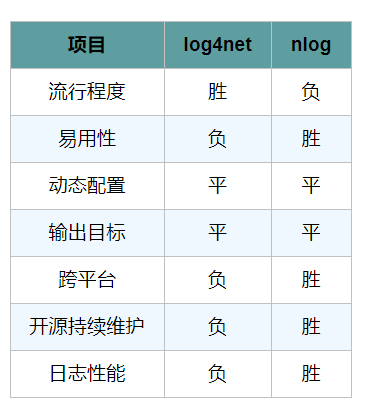 项目 log4net nlog
流行程度 胜 负
易用性 负 胜
动态配置 平 平
输出目标 平 平
跨平台 负 胜
开源持续维护 负 胜
日志性能 负 胜